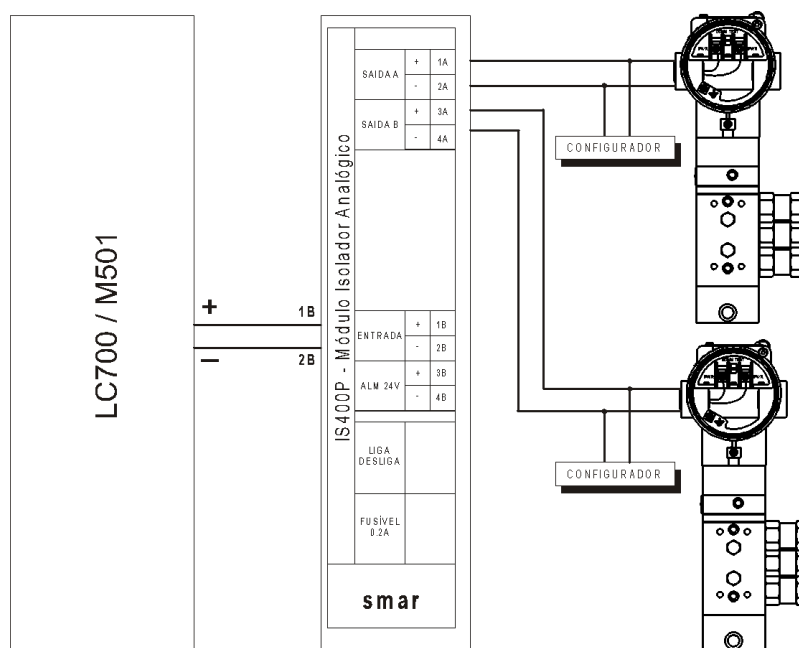 LC700 / M501
+
−
1B
2B
IS400P - Módulo Isolador Analógico
SAIDA A
+ 1A
- 2A
SAIDA B
+ 3A
- 4A
ENTRADA
+ 1B
- 2B
ALM 24V
+ 3B
- 4B
LIGA
DESLIGA
FUSÍVEL
0.2A
smar
CONFIGURADOR
CONFIGURADOR